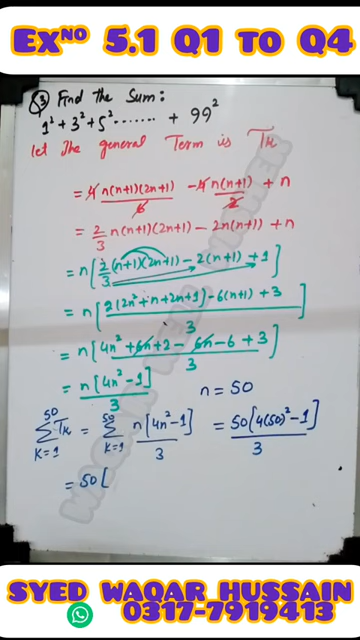 Exᴺᴼ 5.1 Q1 to Q4
Q3 Find the Sum:
1² + 3² + 5² ....... + 99²
let The general Term is Tk
= 4 n(n+1)(2n+1)/6 - 4 n(n+1)/2 + n
= 2/3 n(n+1)(2n+1) - 2n(n+1) + n
= n[2/3 (n+1)(2n+1) - 2(n+1) + 1]
= n[2(2n²+n+2n+1) - 6(n+1) + 3]/3
= n[4n² + 6n + 2 - 6n - 6 + 3]/3
= n[4n² - 1]/3 n = 50
50 Σ K=1 Tk = 50 Σ K=1 n[4n² - 1]/3 = 50[4(50)² - 1]/3
= 50[
WAQAR HUSSAIN
SYED WAQAR HUSSAIN
0317-7919413